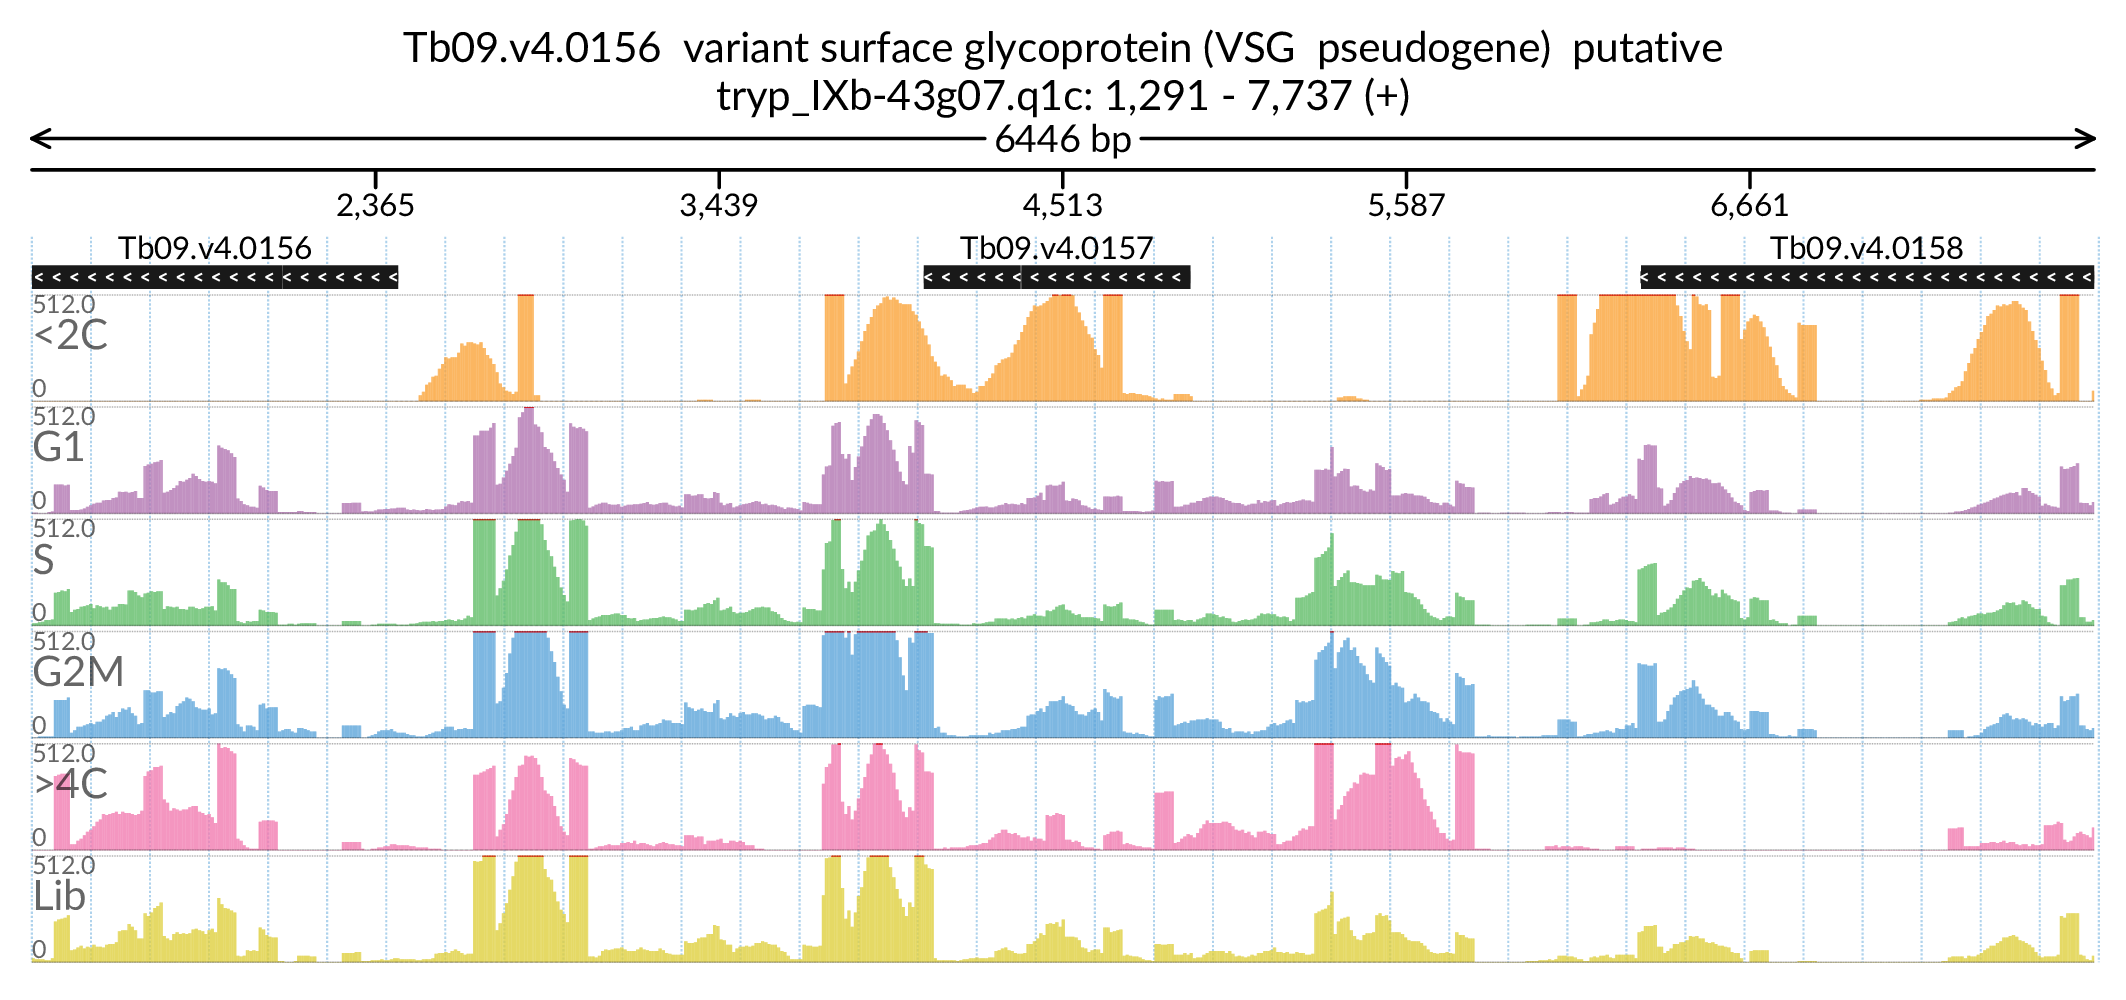 Tb09.v4.0156 variant surface glycoprotein (VSG pseudogene) putative
tryp_IXb-43g07.q1c: 1,291 - 7,737 (+)
6446 bp
2,365 3,439 4,513 5,587 6,661
Tb09.v4.0156 Tb09.v4.0157 Tb09.v4.0158
512.0
<2C
0
512.0
G1
0
512.0
S
0
512.0
G2M
0
512.0
>4C
0
512.0
Lib
0